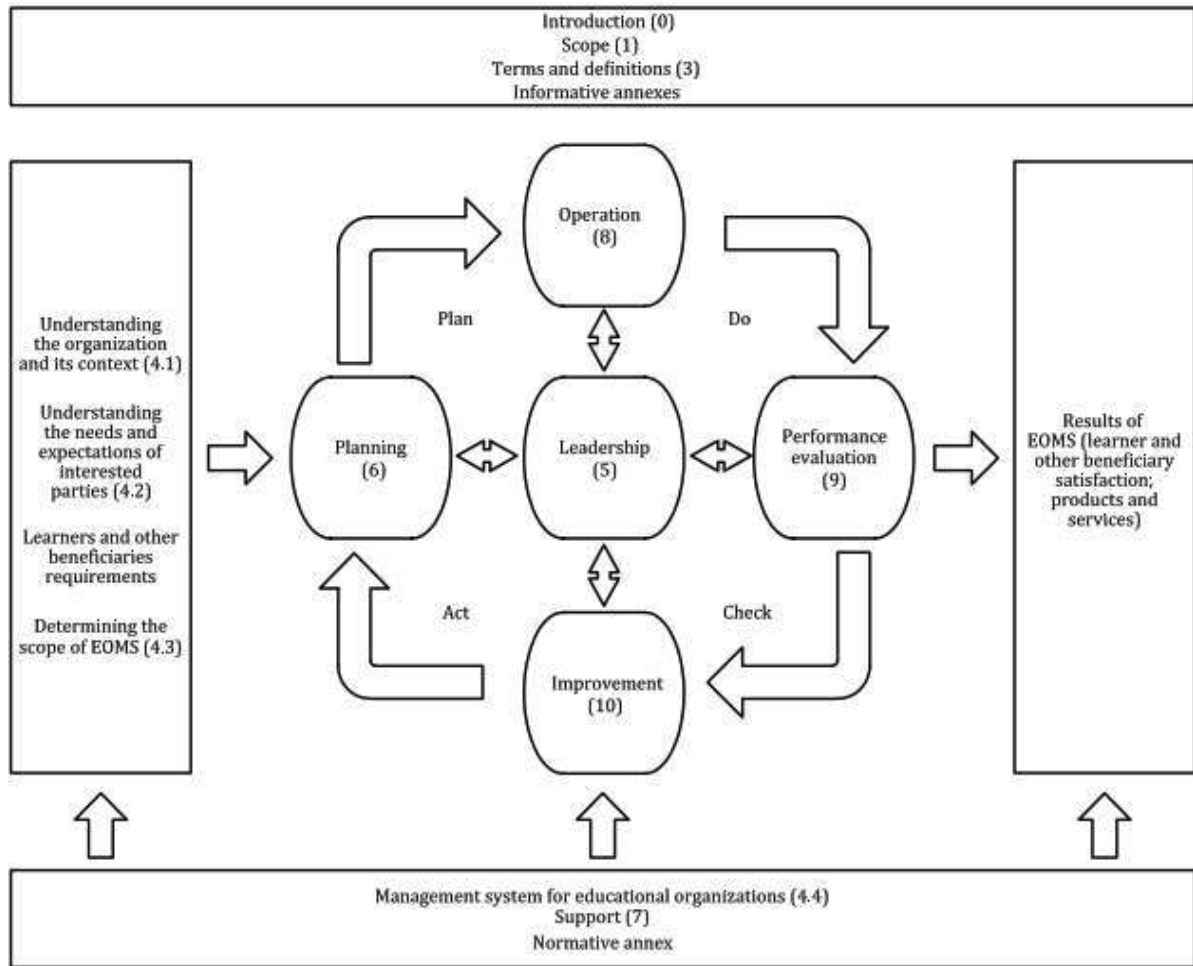 Introduction (0)
Scope (1)
Terms and definitions (3)
Informative annexes
Understanding
the organization
and its context (4.1)
Understanding
the needs and
expectations of
interested
parties (4.2)
Learners and other
beneficiaries
requirements
Determining the
scope of EOMS (4.3)
Operation
(8)
Plan
Do
Planning
(6)
Leadership
(5)
Performance
evaluation
(9)
Act
Check
Improvement
(10)
Results of
EOMS (learner and
other beneficiary
satisfaction;
products and
services)
Management system for educational organizations (4.4)
Support (7)
Normative annex